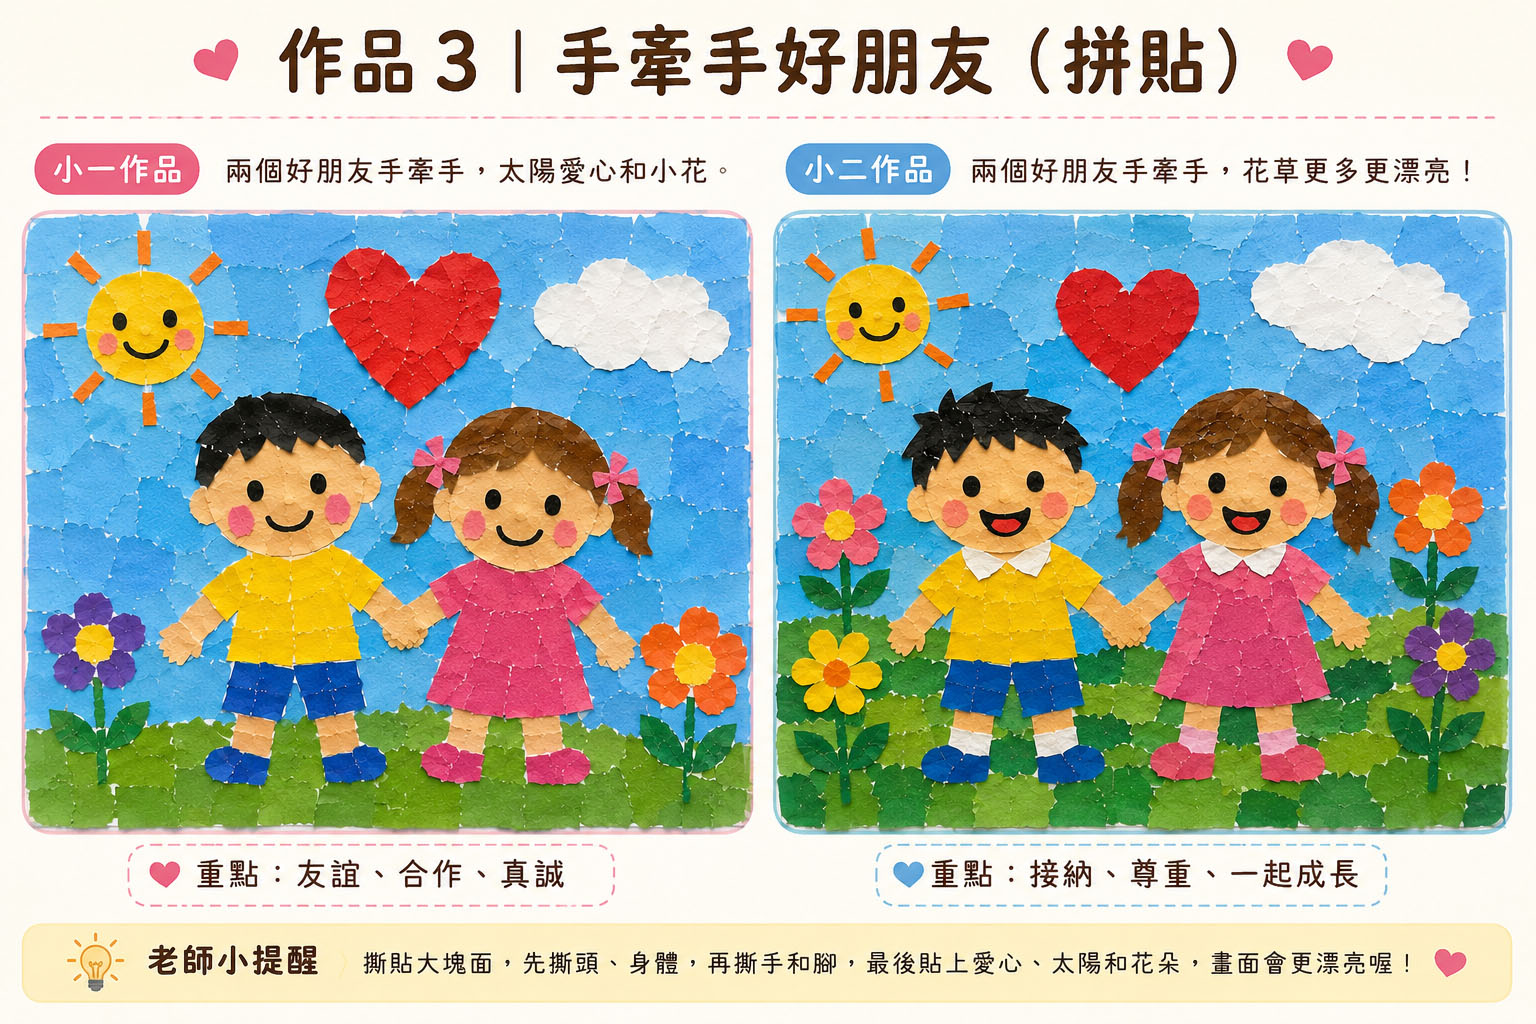 作品3｜手牽手好朋友（拼貼）
小一作品
兩個好朋友手牽手，太陽愛心和小花。
小二作品
兩個好朋友手牽手，花草更多更漂亮！
重點：友誼、合作、真誠
重點：接納、尊重、一起成長
老師小提醒
撕貼大塊面，先撕頭、身體，再撕手和腳，最後貼上愛心、太陽和花朵，畫面會更漂亮喔！